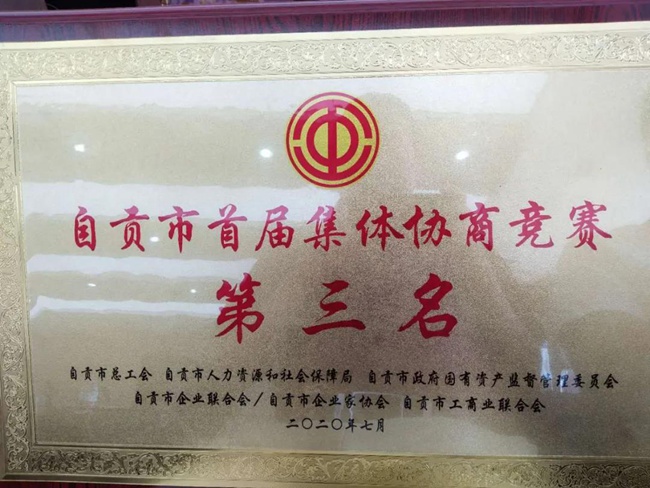 自贡市首届集体协商竞赛
第三名
自贡市总工会 自贡市人力资源和社会保障局 自贡市政府国有资产监督管理委员会
自贡市企业联合会/自贡市企业家协会 自贡市工商业联合会
二〇二〇年七月